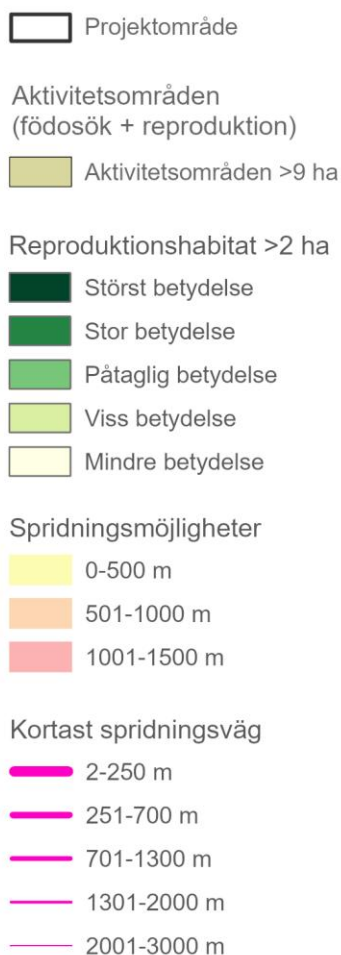 Projektområde
Aktivitetsområden
(födosök + reproduktion)
Aktivitetsområden >9 ha
Reproduktionshabitat >2 ha
Störst betydelse
Stor betydelse
Påtaglig betydelse
Viss betydelse
Mindre betydelse
Spridningsmöjligheter
0-500 m
501-1000 m
1001-1500 m
Kortast spridningsväg
2-250 m
251-700 m
701-1300 m
1301-2000 m
2001-3000 m